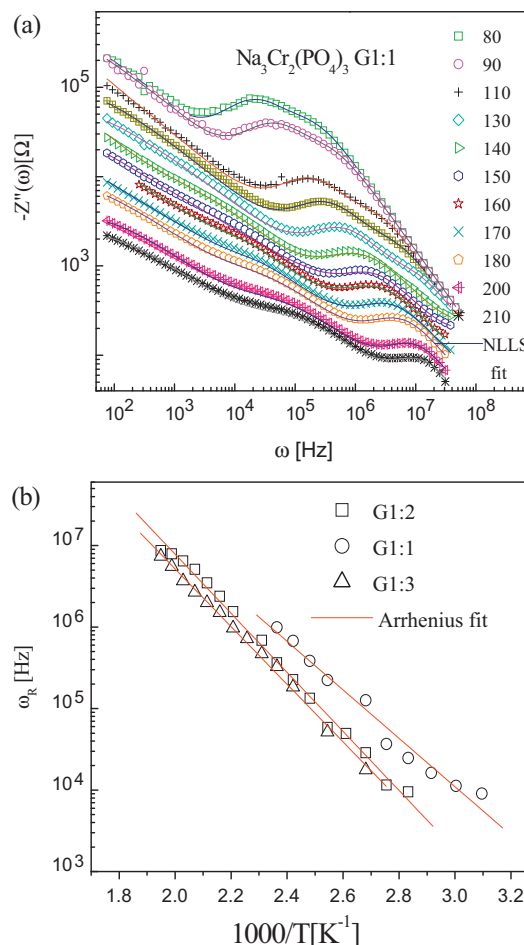 (a)
Na3Cr2(PO4)3 G1:1
80
90
110
130
140
150
160
170
180
200
210
NLLS
fit
-Z''(ω)[Ω]
10^5
10^3
10^2 10^3 10^4 10^5 10^6 10^7 10^8
ω [Hz]
(b)
G1:2
G1:1
G1:3
Arrhenius fit
ω_R [Hz]
10^7
10^6
10^5
10^4
10^3
1.8 2.0 2.2 2.4 2.6 2.8 3.0 3.2
1000/T[K^-1]